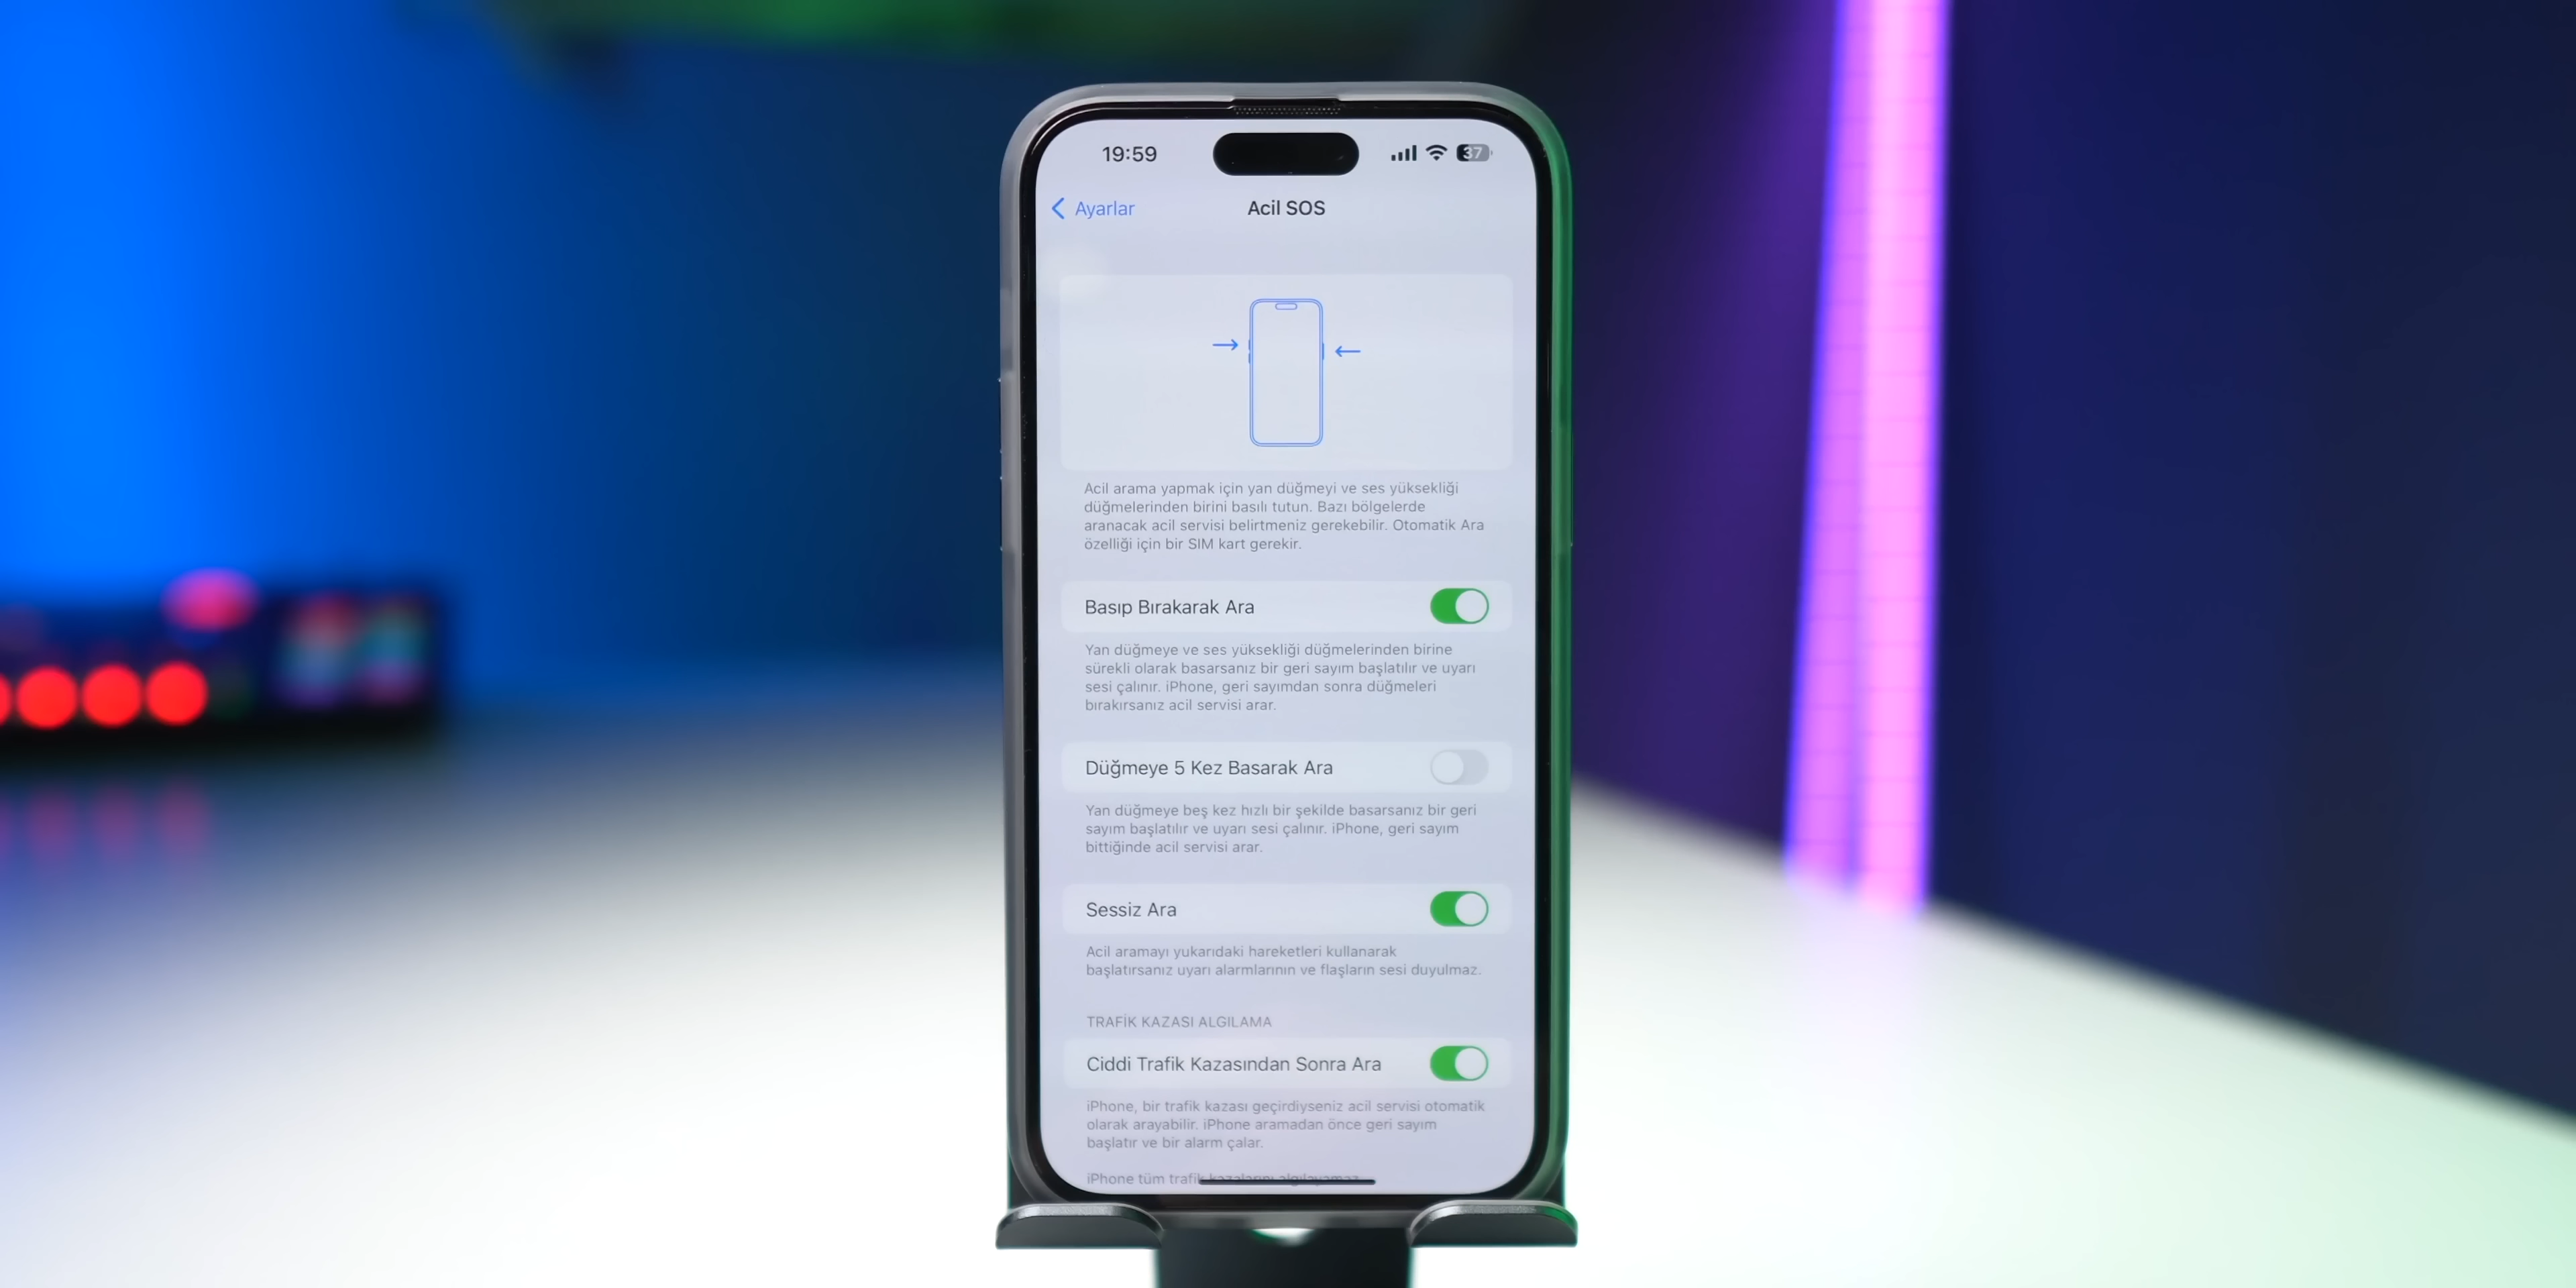 19:59
37
Ayarlar
Acil SOS
Acil arama yapmak için yan düğmeyi ve ses yüksekliği
düğmelerinden birini basılı tutun. Bazı bölgelerde
aranacak acil servisi belirtmeniz gerekebilir. Otomatik Ara
özelliği için bir SIM kart gerekir.
Basıp Bırakarak Ara
Yan düğmeye ve ses yüksekliği düğmelerinden birine
sürekli olarak basarsanız bir geri sayım başlatılır ve uyarı
sesi çalınır. iPhone, geri sayımdan sonra düğmeleri
bırakırsanız acil servisi arar.
Düğmeye 5 Kez Basarak Ara
Yan düğmeye beş kez hızlı bir şekilde basarsanız bir geri
sayım başlatılır ve uyarı sesi çalınır. iPhone, geri sayım
bittiğinde acil servisi arar.
Sessiz Ara
Acil aramayı yukarıdaki hareketleri kullanarak
başlatırsanız uyarı alarmlarının ve flaşların sesi duyulmaz.
TRAFİK KAZASI ALGILAMA
Ciddi Trafik Kazasından Sonra Ara
iPhone, bir trafik kazası geçirdiyseniz acil servisi otomatik
olarak arayabilir. iPhone aramadan önce geri sayım
başlatır ve bir alarm çalar.
iPhone tüm trafik kazalarını algılayamaz.